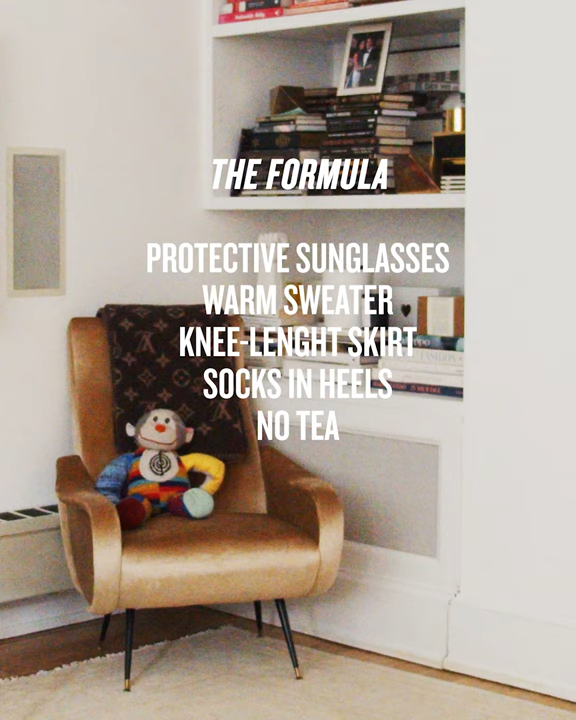 THE FORMULA
PROTECTIVE SUNGLASSES
WARM SWEATER
KNEE-LENGHT SKIRT
SOCKS IN HEELS
NO TEA